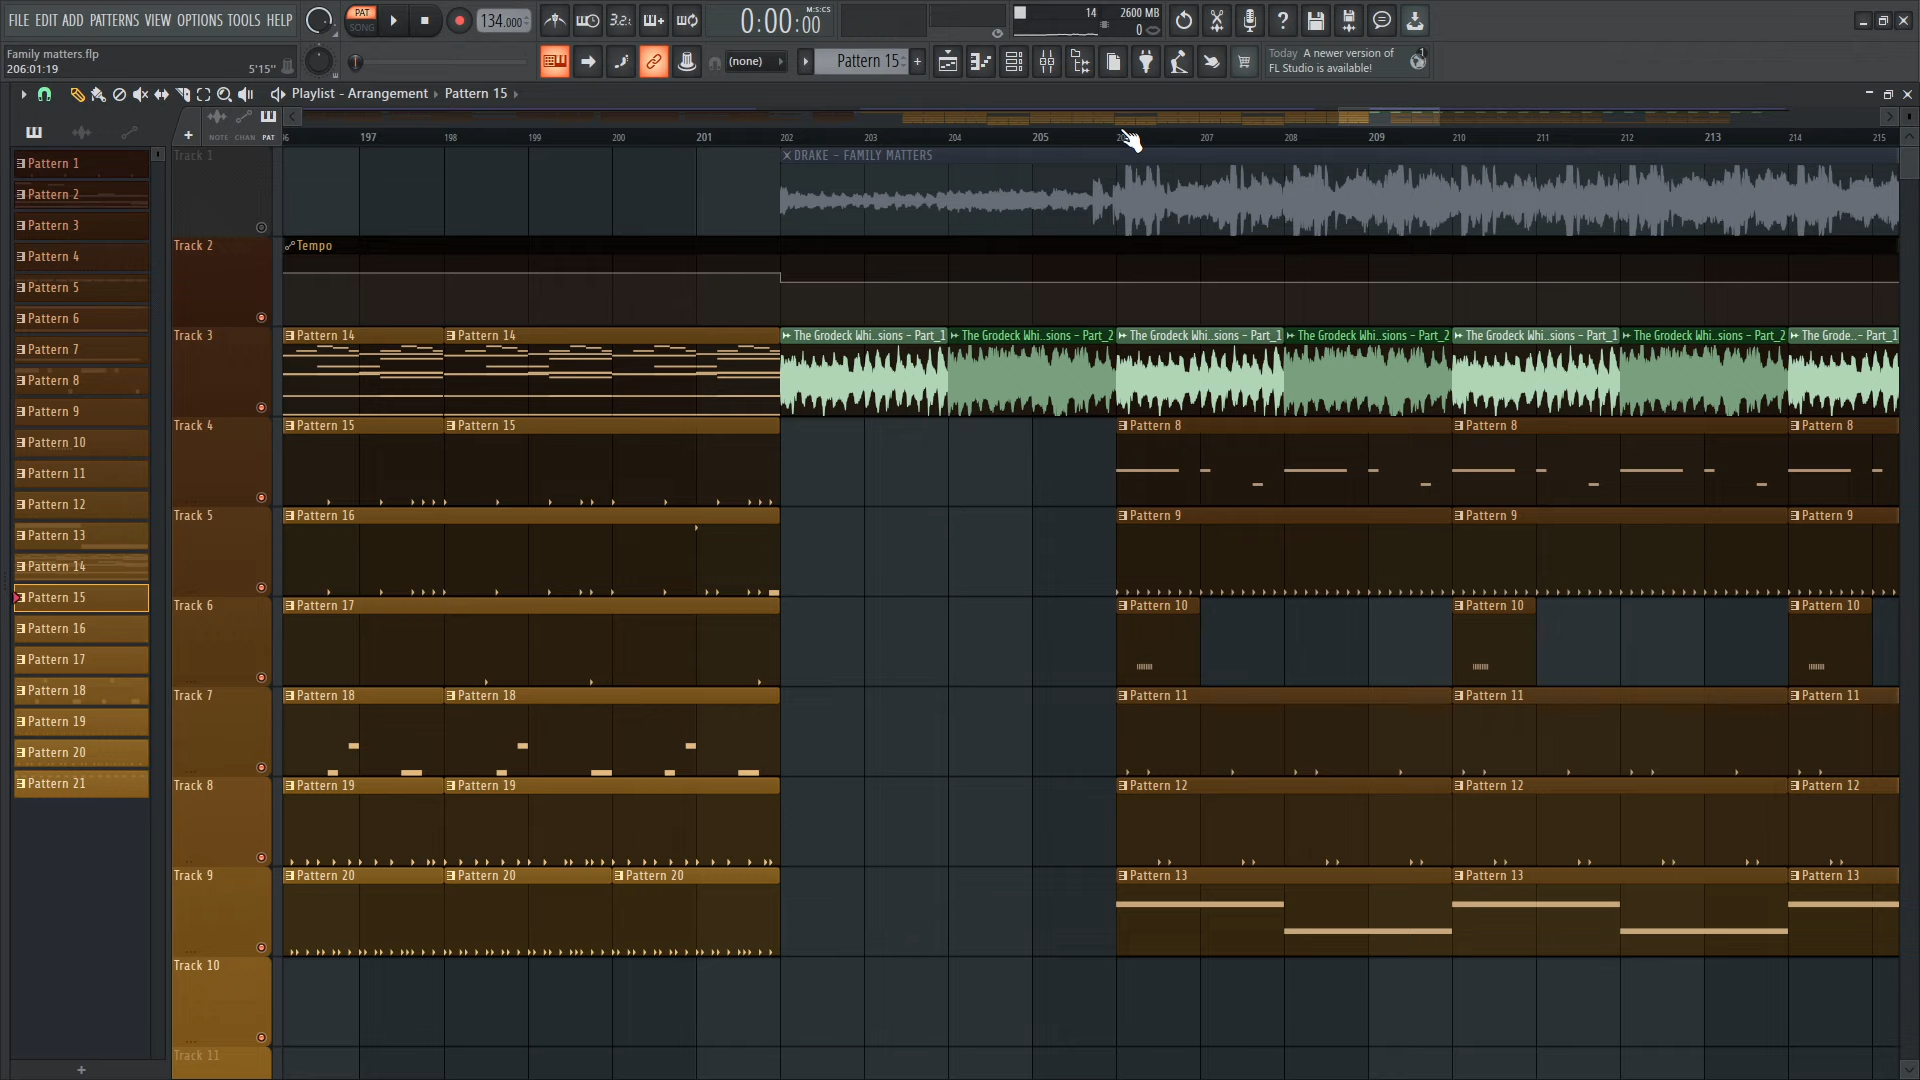 FILE EDIT ADD PATTERNS VIEW OPTIONS TOOLS HELP
PAT
SONG
134.000
3.2:
0:00:00
M:S:CS
14
2600 MB
0
Family matters.flp
206:01:19
5'15"
(none)
Pattern 15
Today A newer version of
FL Studio is available!
1
Playlist - Arrangement
Pattern 15
NOTE CHAN PAT
197 198 199 200 201 202 203 204 205 207 208 209 210 211 212 213 214 215
Pattern 1
Pattern 2
Pattern 3
Pattern 4
Pattern 5
Pattern 6
Pattern 7
Pattern 8
Pattern 9
Pattern 10
Pattern 11
Pattern 12
Pattern 13
Pattern 14
Pattern 15
Pattern 16
Pattern 17
Pattern 18
Pattern 19
Pattern 20
Pattern 21
Track 1
DRAKE - FAMILY MATTERS
Track 2
Tempo
Track 3
Pattern 14 Pattern 14 The Grodeck Whi..sions - Part_1 The Grodeck Whi..sions - Part_2 The Grodeck Whi..sions - Part_1 The Grodeck Whi..sions - Part_2 The Grodeck Whi..sions - Part_1 The Grodeck Whi..sions - Part_2 The Grode..- Part_1
Track 4
Pattern 15 Pattern 15 Pattern 8 Pattern 8 Pattern 8
Track 5
Pattern 16 Pattern 9 Pattern 9 Pattern 9
Track 6
Pattern 17 Pattern 10 Pattern 10 Pattern 10
Track 7
Pattern 18 Pattern 18 Pattern 11 Pattern 11 Pattern 11
Track 8
Pattern 19 Pattern 19 Pattern 12 Pattern 12 Pattern 12
Track 9
Pattern 20 Pattern 20 Pattern 20 Pattern 13 Pattern 13 Pattern 13
Track 10
Track 11